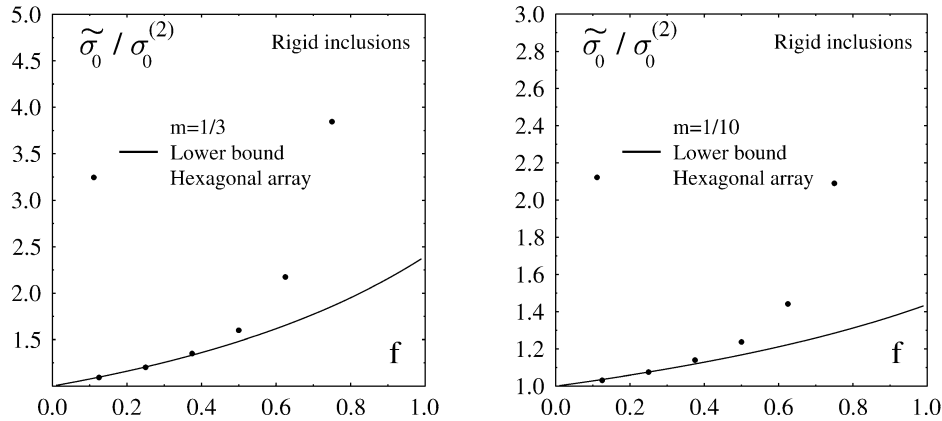 5.0
4.5
4.0
3.5
3.0
2.5
2.0
1.5
σ̃₀ / σ₀⁽²⁾
Rigid inclusions
m=1/3
Lower bound
Hexagonal array
f
0.0 0.2 0.4 0.6 0.8 1.0
3.0
2.8
2.6
2.4
2.2
2.0
1.8
1.6
1.4
1.2
1.0
σ̃₀ / σ₀⁽²⁾
Rigid inclusions
m=1/10
Lower bound
Hexagonal array
f
0.0 0.2 0.4 0.6 0.8 1.0